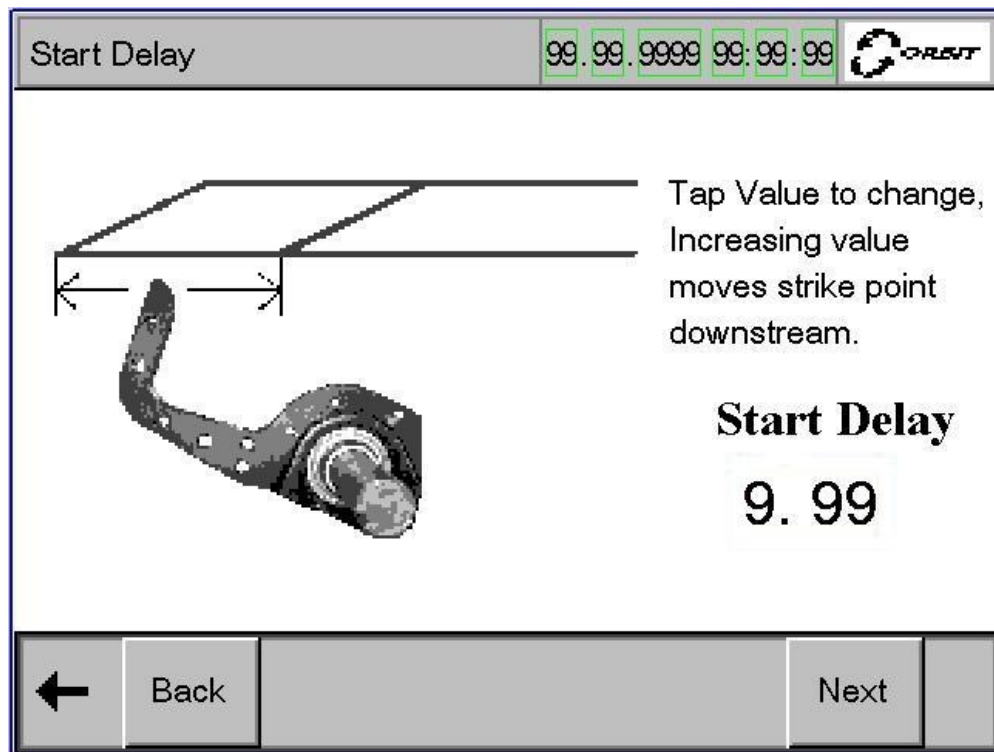 Start Delay
99.99.9999 99:99:99
ORBIT
Tap Value to change,
Increasing value
moves strike point
downstream.
Start Delay
9.99
Back
Next